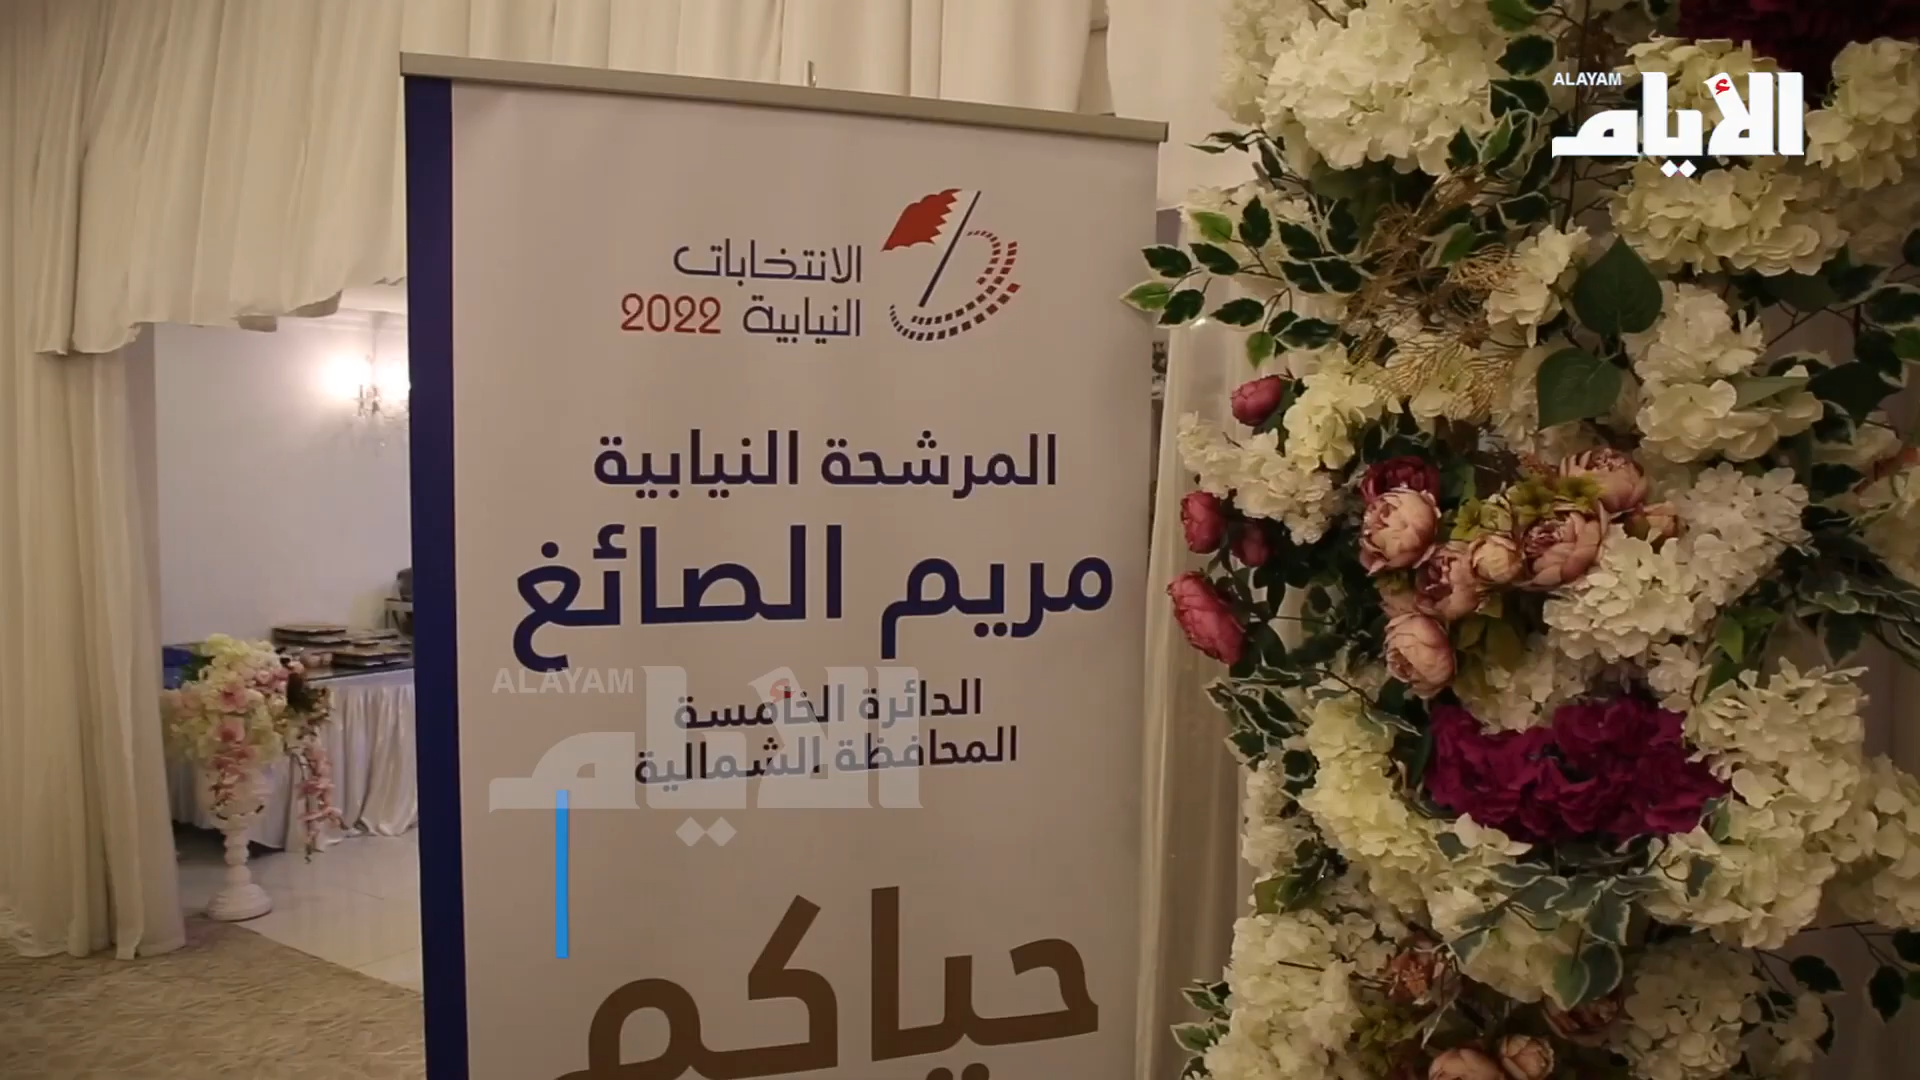 ALAYAM
الأيام
الانتخابات
النيابية 2022
المرشحة النيابية
مريم الصائغ
ALAYAM
الأيام
الدائرة الخامسة
المحافظة الشمالية
حياكم